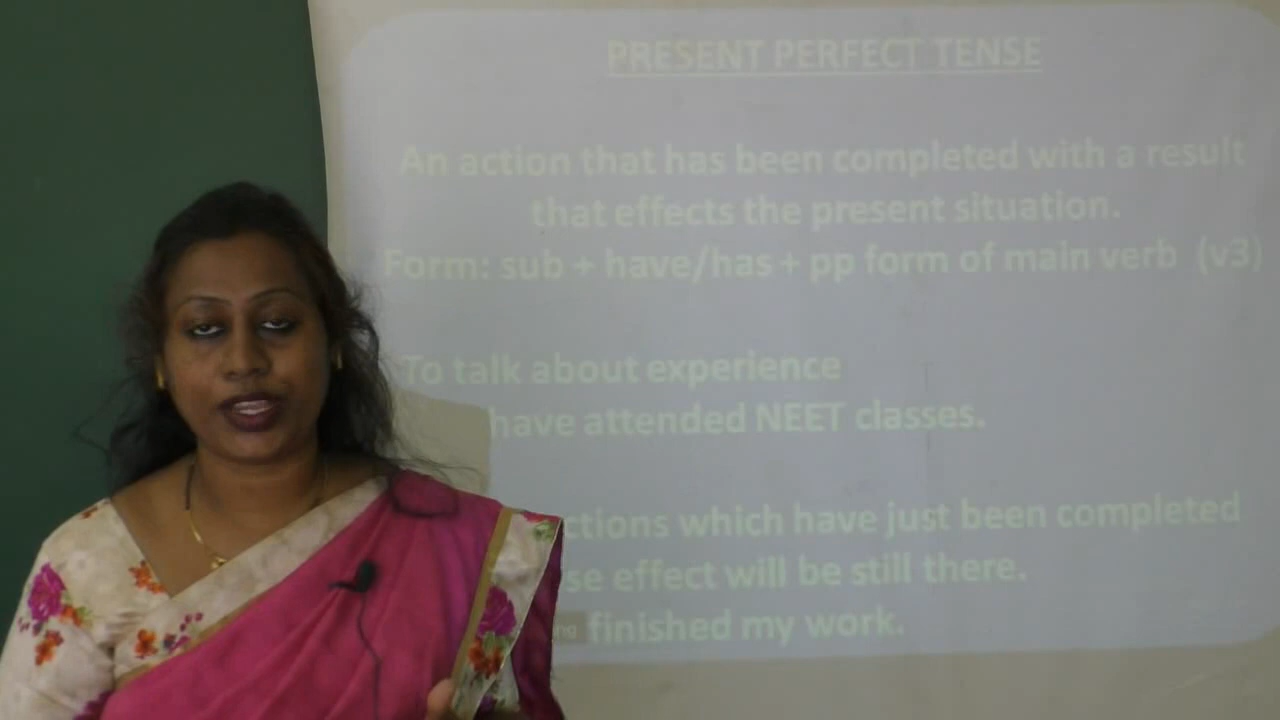 PRESENT PERFECT TENSE
An action that has been completed with a result
that effects the present situation.
Form: sub + have/has + pp form of main verb (v3)
To talk about experience
have attended NEET classes.
ctions which have just been completed
se effect will be still there.
finished my work.